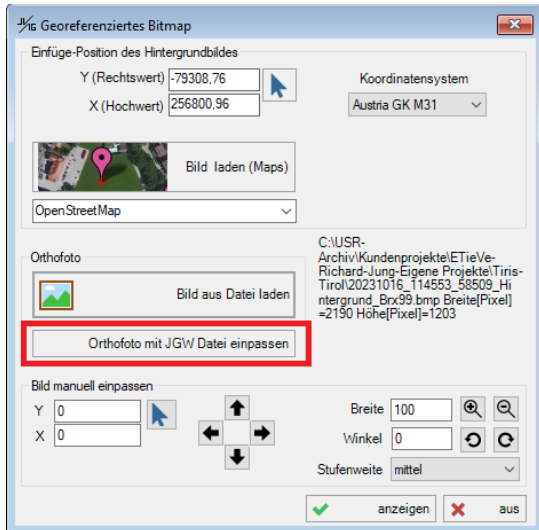 Georeferenziertes Bitmap
Einfüge-Position des Hintergrundbildes
Y (Rechtswert) -79308,76
X (Hochwert) 256800,96
Koordinatensystem
Austria GK M31
Bild laden (Maps)
OpenStreetMap
Orthofoto
Bild aus Datei laden
Orthofoto mit JGW Datei einpassen
C:\USR-
Archiv\Kundenprojekte\ETieVe-
Richard-Jung-Eigene Projekte\Tiris-
Tirol\20231016_114553_58509_Hi
ntergrund_Brx99.bmp Breite[Pixel]
=2190 Höhe[Pixel]=1203
Bild manuell einpassen
Y 0
X 0
Breite 100
Winkel 0
Stufenweite mittel
anzeigen
aus